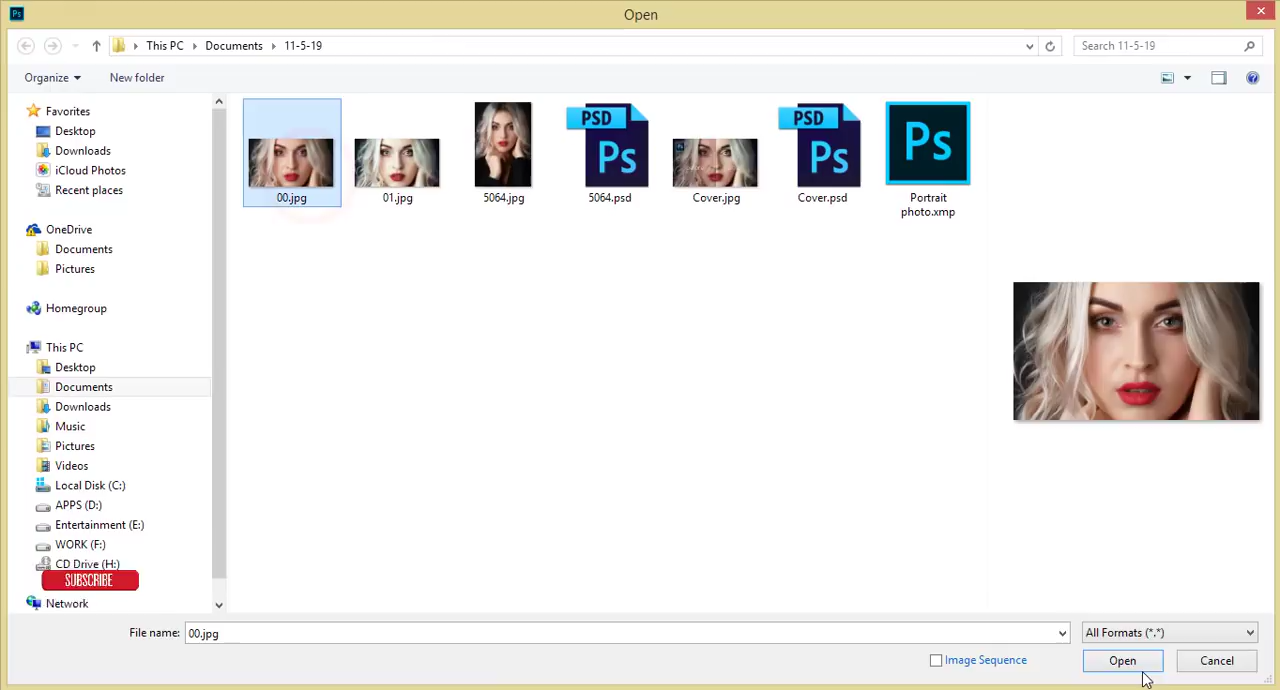 Ps
Open
This PC
Documents
11-5-19
Search 11-5-19
Organize
New folder
Favorites
Desktop
Downloads
iCloud Photos
Recent places
OneDrive
Documents
Pictures
Homegroup
This PC
Desktop
Documents
Downloads
Music
Pictures
Videos
Local Disk (C:)
APPS (D:)
Entertainment (E:)
WORK (F:)
CD Drive (H:)
SUBSCRIBE
Network
00.jpg
01.jpg
5064.jpg
PSD
Ps
5064.psd
Cover.jpg
PSD
Ps
Cover.psd
Ps
Portrait
photo.xmp
File name:
00.jpg
All Formats (*.*)
Image Sequence
Open
Cancel